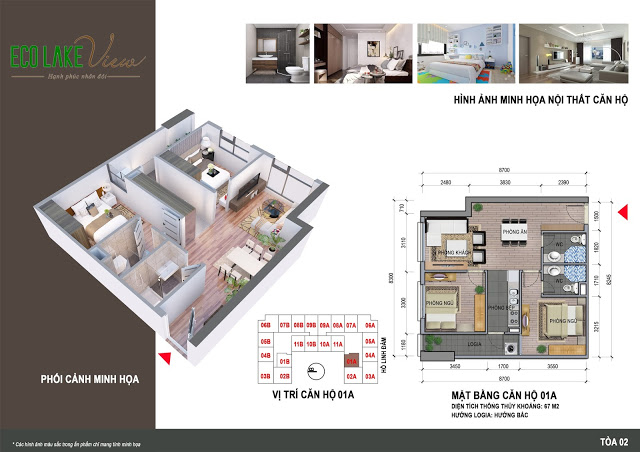 ECO LAKE View
Hạnh phúc nhân đôi
HÌNH ẢNH MINH HỌA NỘI THẤT CĂN HỘ
8700
2480 3830 2390
710
3110
8300
3300
1160
1500
1820
1710
8245
3215
PHÒNG ĂN
PHÒNG KHÁCH
WC
WC
PHÒNG NGỦ
PHÒNG BẾP
PHÒNG NGỦ
LOGIA
3450 1700 3550
8700
06B 07B 08B 09B 09A 08A 07A 06A
05B 11B 10B 10A 11A 05A
04B 01B 01A 04A
03B 02B 02A 03A
HỒ LINH ĐÀM
PHỐI CẢNH MINH HỌA
VỊ TRÍ CĂN HỘ 01A
MẶT BẰNG CĂN HỘ 01A
DIỆN TÍCH THÔNG THỦY KHOẢNG: 67 M2
HƯỚNG LOGIA: HƯỚNG BẮC
* Các hình ảnh màu sắc trong ấn phẩm chỉ mang tính minh họa
TÒA 02